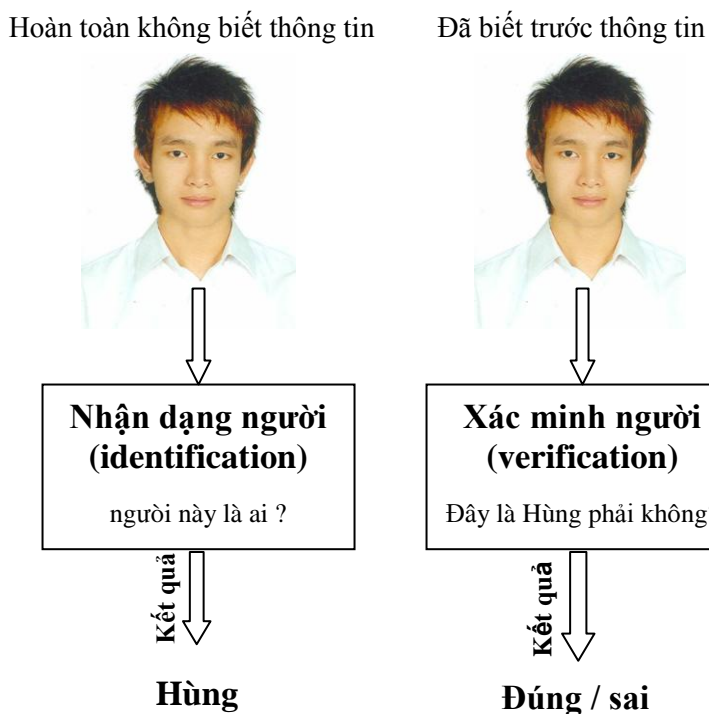 Hoàn toàn không biết thông tin
Nhận dạng người
(identification)
người này là ai ?
Kết quả
Hùng
Đã biết trước thông tin
Xác minh người
(verification)
Đây là Hùng phải không
Kết quả
Đúng / sai